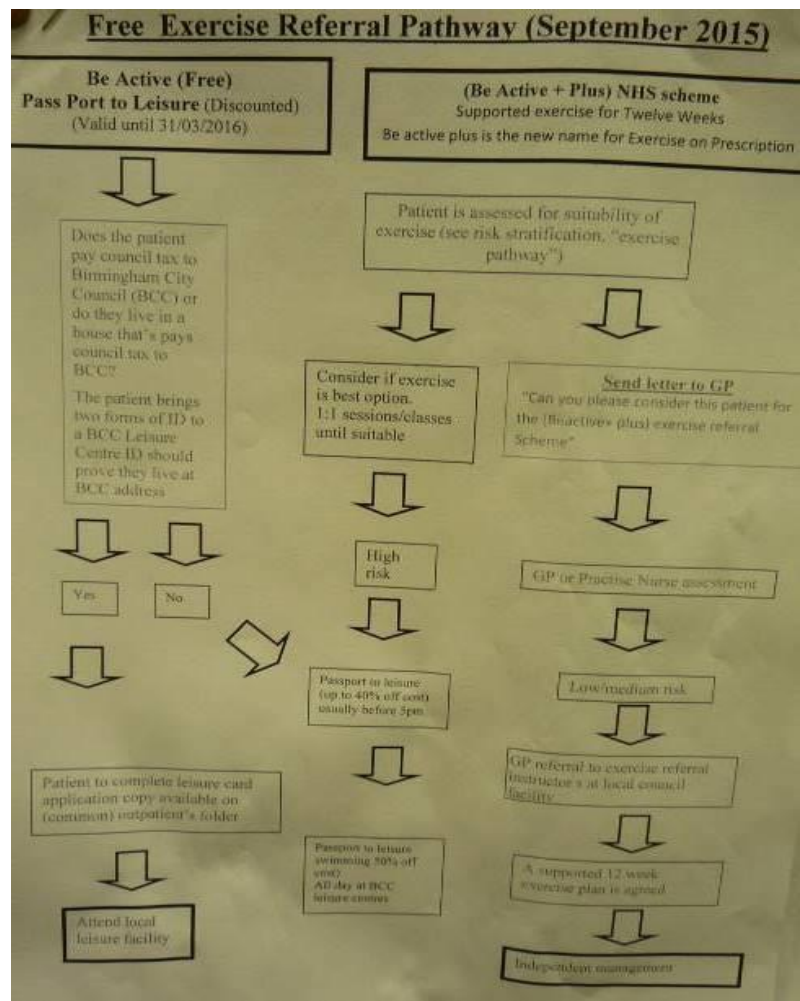 Free Exercise Referral Pathway (September 2015)
Be Active (Free)
Pass Port to Leisure (Discounted)
(Valid until 31/03/2016)
(Be Active + Plus) NHS scheme
Supported exercise for Twelve Weeks
Be active plus is the new name for Exercise on Prescription
Does the patient
pay council tax to
Birmingham City
Council (BCC) or
do they live in a
house that's pays
council tax to
BCC?
The patient brings
two forms of ID to
a BCC Leisure
Centre ID should
prove they live at
BCC address
Yes
No
Patient to complete leisure card
application copy available on
(common) outpatient's folder
Attend local
leisure facility
Patient is assessed for suitability of
exercise (see risk stratification, "exercise
pathway")
Consider if exercise
is best option.
1:1 sessions/classes
until suitable
High
risk
Passport to leisure
(up to 40% off cost)
usually before 5pm
Passport to leisure
swimming 50% off
cost)
All day at BCC
leisure centres
Send letter to GP
"Can you please consider this patient for
the (Beactive+ plus) exercise referral
Scheme"
GP or Practise Nurse assessment
Low/medium risk
GP referral to exercise referral
instructor's at local council
facility
A supported 12 week
exercise plan is agreed
Independent management